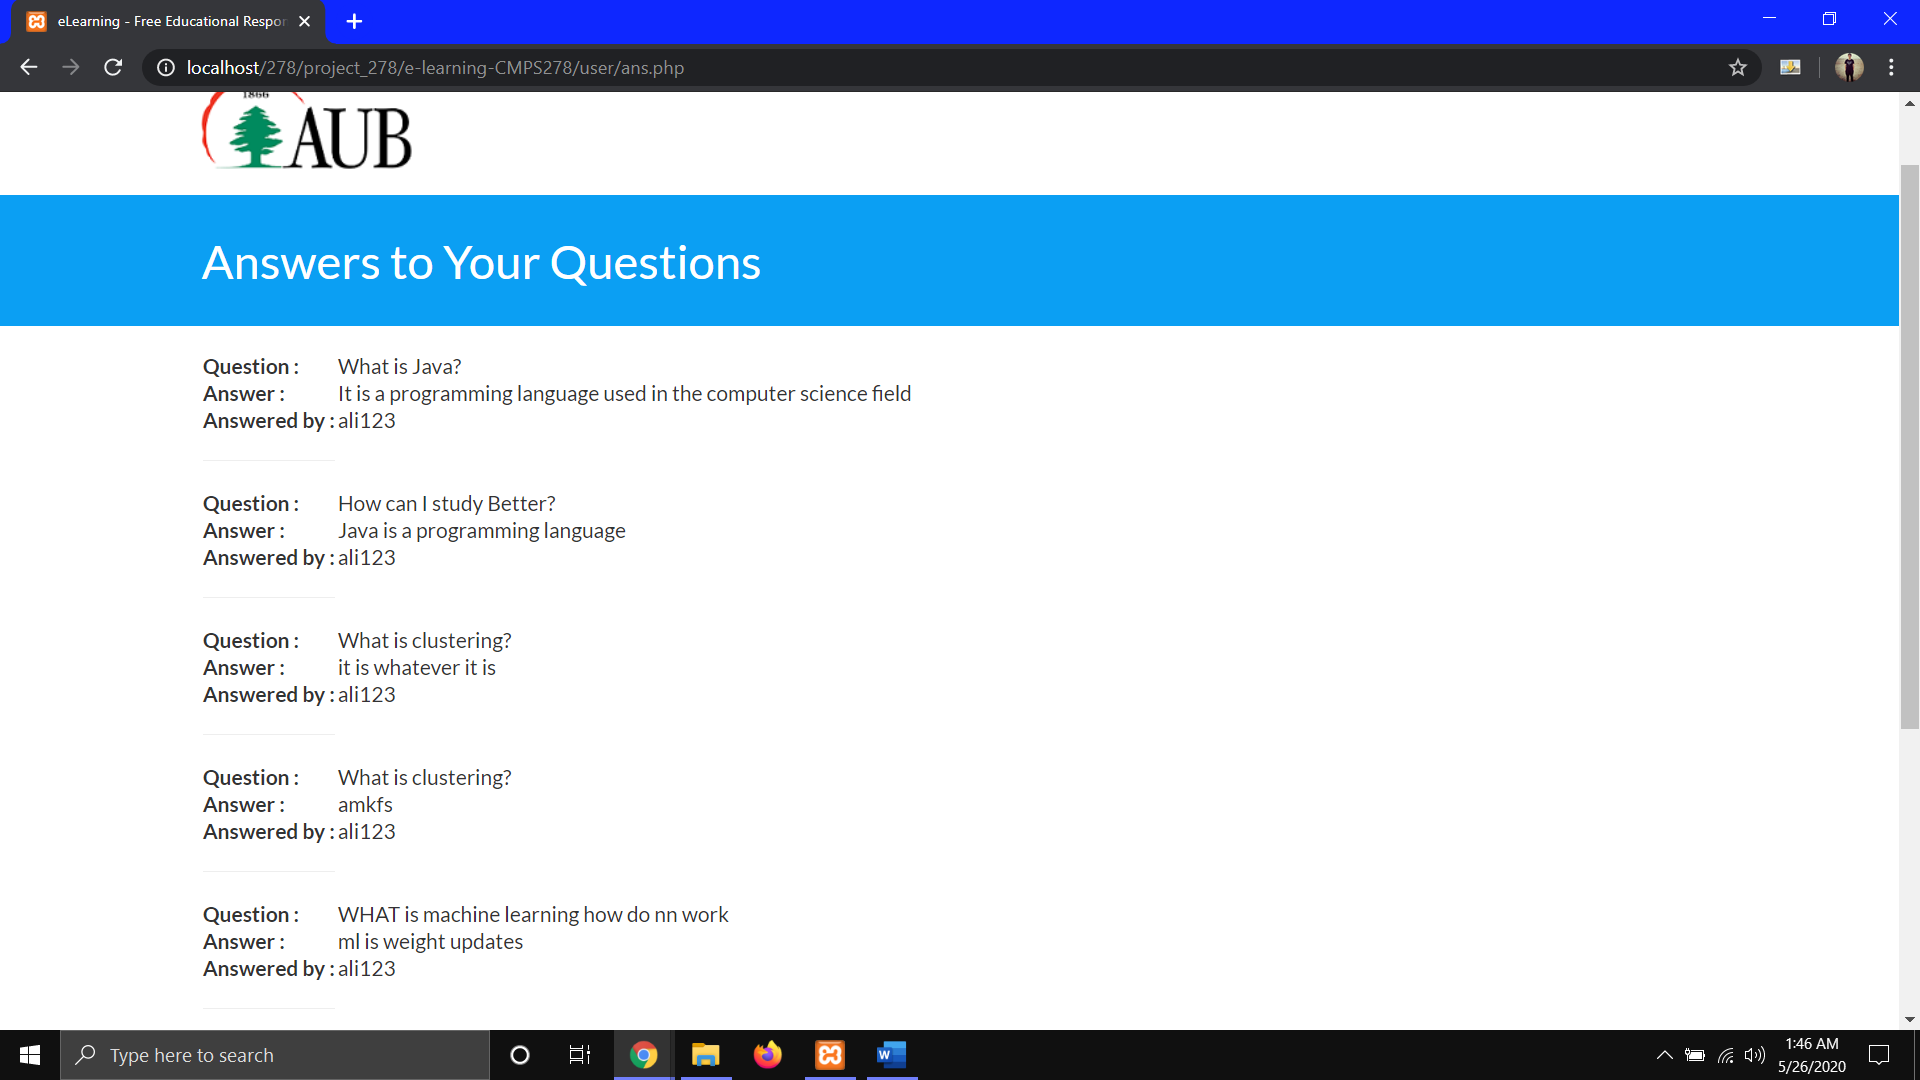 eLearning - Free Educational Respon
localhost/278/project_278/e-learning-CMPS278/user/ans.php
1866
AUB
Answers to Your Questions
Question : What is Java?
Answer : It is a programming language used in the computer science field
Answered by : ali123
Question : How can I study Better?
Answer : Java is a programming language
Answered by : ali123
Question : What is clustering?
Answer : it is whatever it is
Answered by : ali123
Question : What is clustering?
Answer : amkfs
Answered by : ali123
Question : WHAT is machine learning how do nn work
Answer : ml is weight updates
Answered by : ali123
Type here to search
W
1:46 AM
5/26/2020